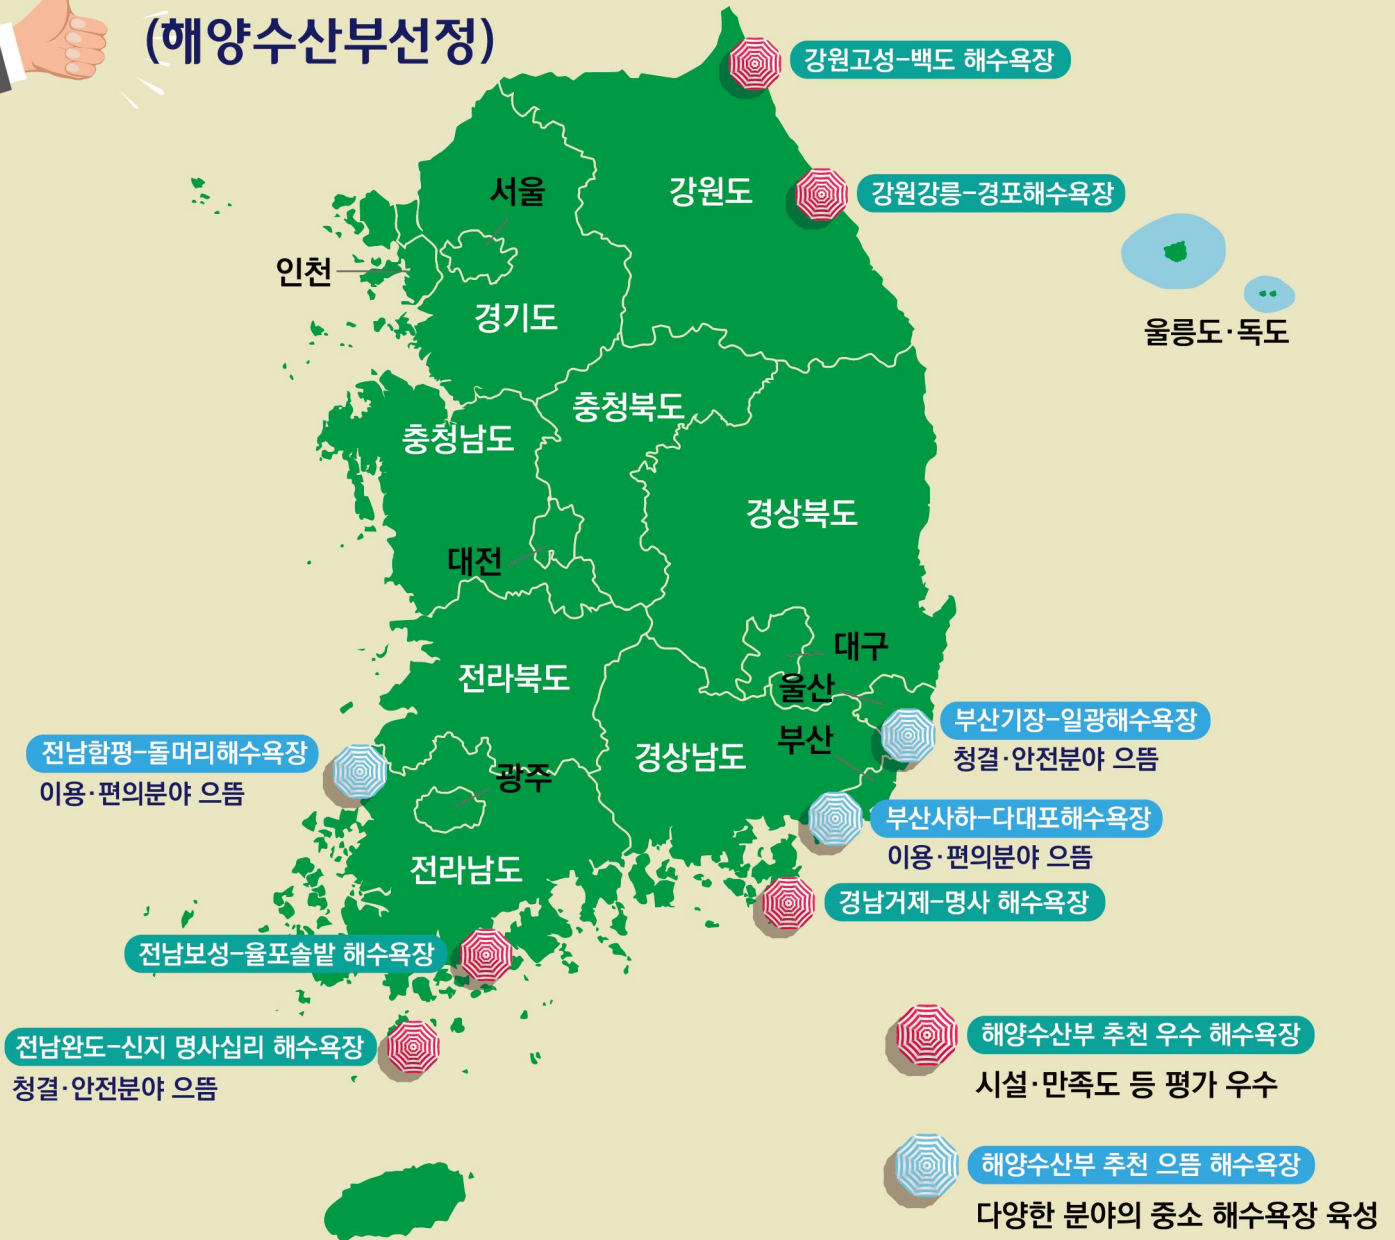 (해양수산부선정)
강원고성-백도 해수욕장
서울
강원도
강원강릉-경포해수욕장
인천
경기도
울릉도·독도
충청북도
충청남도
경상북도
대전
대구
전라북도
울산
부산기장-일광해수욕장
청결·안전분야 으뜸
부산
경상남도
전남함평-돌머리해수욕장
이용·편의분야 으뜸
광주
부산사하-다대포해수욕장
이용·편의분야 으뜸
전라남도
경남거제-명사 해수욕장
전남보성-율포솔밭 해수욕장
전남완도-신지 명사십리 해수욕장
청결·안전분야 으뜸
해양수산부 추천 우수 해수욕장
시설·만족도 등 평가 우수
해양수산부 추천 으뜸 해수욕장
다양한 분야의 중소 해수욕장 육성